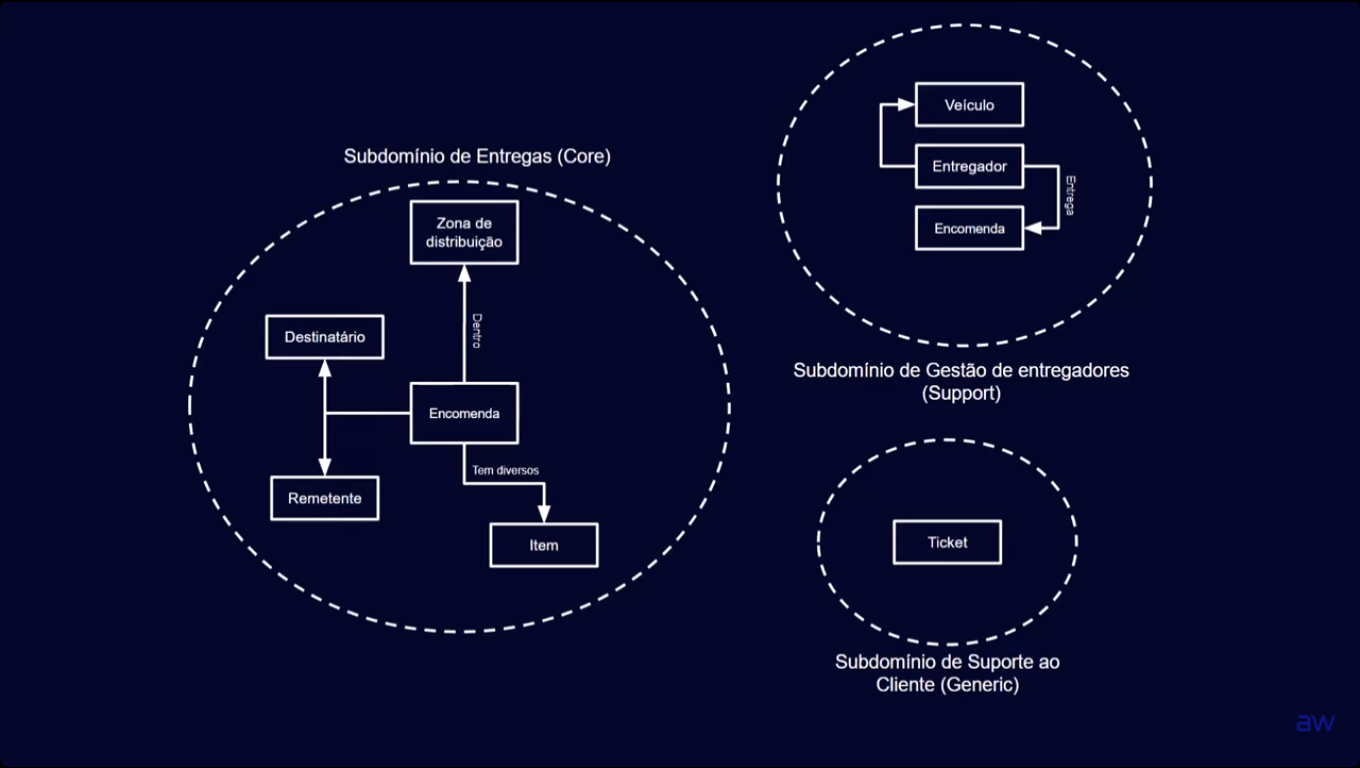 Subdomínio de Entregas (Core)
Zona de
distribuição
Dentro
Destinatário
Encomenda
Tem diversos
Remetente
Item
Veículo
Entregador
Entrega
Encomenda
Subdomínio de Gestão de entregadores
(Support)
Ticket
Subdomínio de Suporte ao
Cliente (Generic)
aw